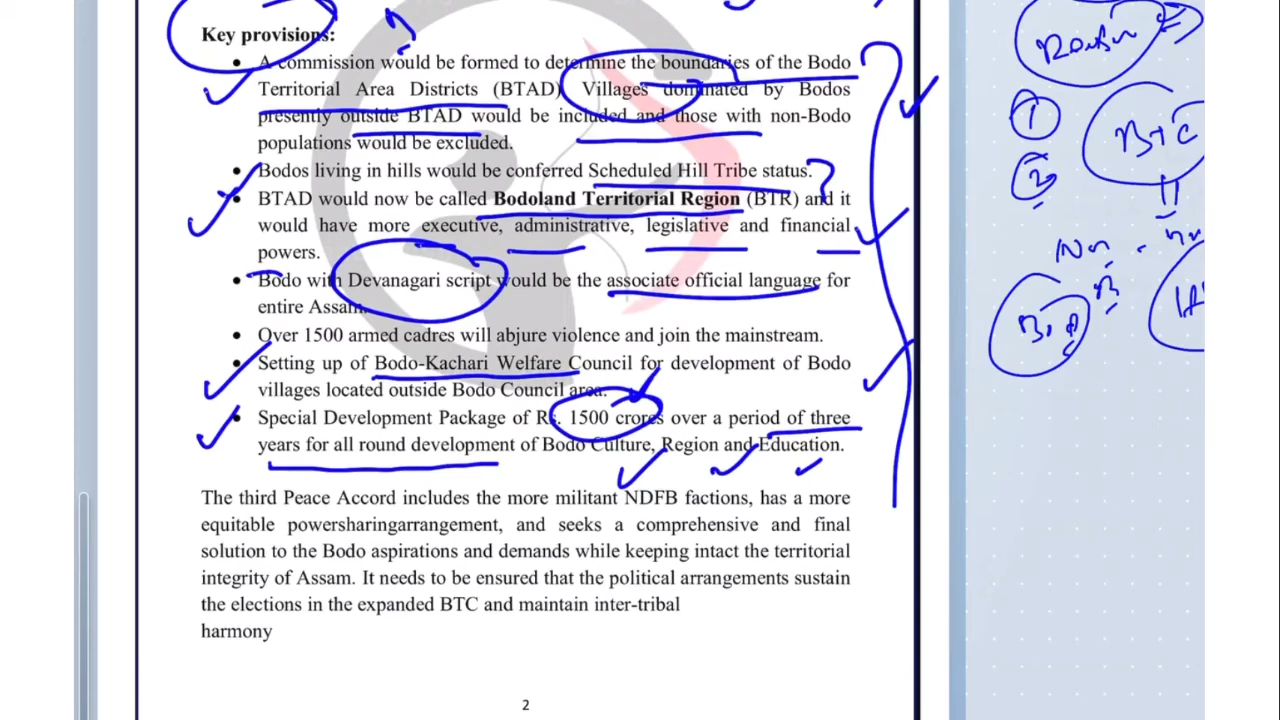 Key provisions:
• A commission would be formed to determine the boundaries of the Bodo
Territorial Area Districts (BTAD) Villages dominated by Bodos
presently outside BTAD would be included and those with non-Bodo
populations would be excluded.
• Bodos living in hills would be conferred Scheduled Hill Tribe status.
• BTAD would now be called Bodoland Territorial Region (BTR) and it
would have more executive, administrative, legislative and financial
powers.
• Bodo with Devanagari script would be the associate official language for
entire Assam.
• Over 1500 armed cadres will abjure violence and join the mainstream.
• Setting up of Bodo-Kachari Welfare Council for development of Bodo
villages located outside Bodo Council area.
• Special Development Package of Rs. 1500 crores over a period of three
years for all round development of Bodo Culture, Region and Education.
The third Peace Accord includes the more militant NDFB factions, has a more
equitable powersharingarrangement, and seeks a comprehensive and final
solution to the Bodo aspirations and demands while keeping intact the territorial
integrity of Assam. It needs to be ensured that the political arrangements sustain
the elections in the expanded BTC and maintain inter-tribal
harmony
2
1
BTC
2